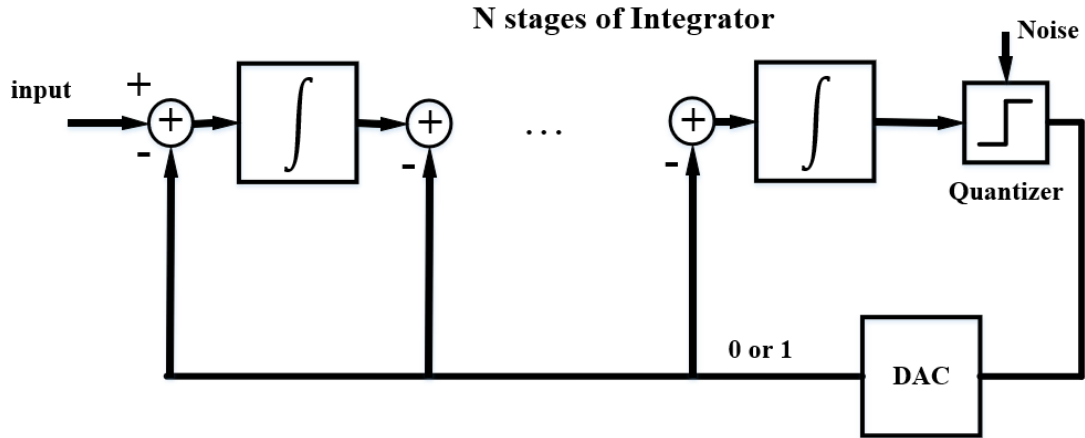 N stages of Integrator
Noise
input
+
-
+
∫
+
-
...
+
-
∫
Quantizer
0 or 1
DAC